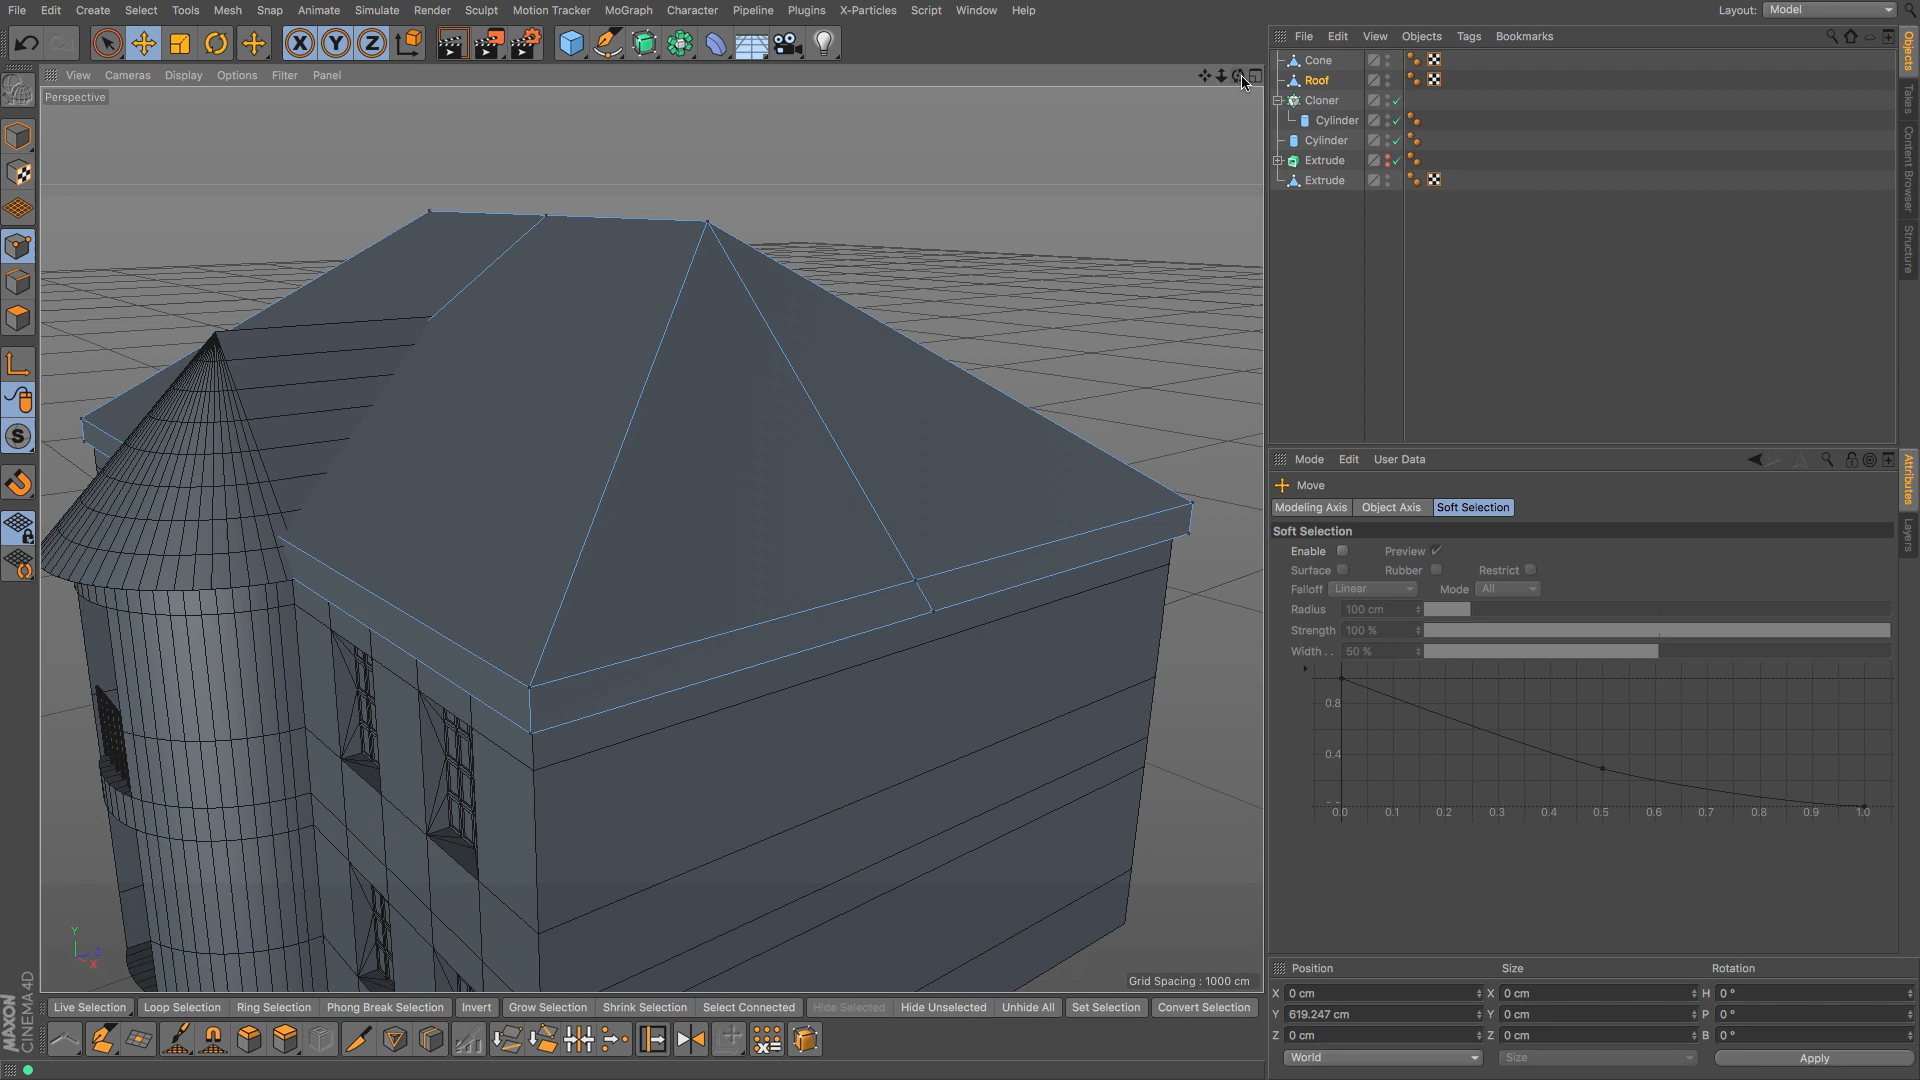 File Edit Create Select Tools Mesh Snap Animate Simulate Render Sculpt Motion Tracker MoGraph Character Pipeline Plugins X-Particles Script Window Help Layout: Model
File Edit View Objects Tags Bookmarks
View Cameras Display Options Filter Panel
Perspective
Cone
Roof
Cloner
Cylinder
Cylinder
Extrude
Extrude
Objects
Takes
Content Browser
Structure
Mode Edit User Data
Move
Modeling Axis Object Axis Soft Selection
Soft Selection
Enable Preview
Surface Rubber Restrict
Falloff Linear Mode All
Radius 100 cm
Strength 100 %
Width . . 50 %
0.8
0.4
0.0 0.1 0.2 0.3 0.4 0.5 0.6 0.7 0.8 0.9 1.0
Attributes
Layers
Y
Z
X
Grid Spacing : 1000 cm
Position Size Rotation
X 0 cm X 0 cm H 0 °
Y 619.247 cm Y 0 cm P 0 °
Z 0 cm Z 0 cm B 0 °
World Size Apply
Live Selection Loop Selection Ring Selection Phong Break Selection Invert Grow Selection Shrink Selection Select Connected Hide Selected Hide Unselected Unhide All Set Selection Convert Selection
MAXON
CINEMA 4D